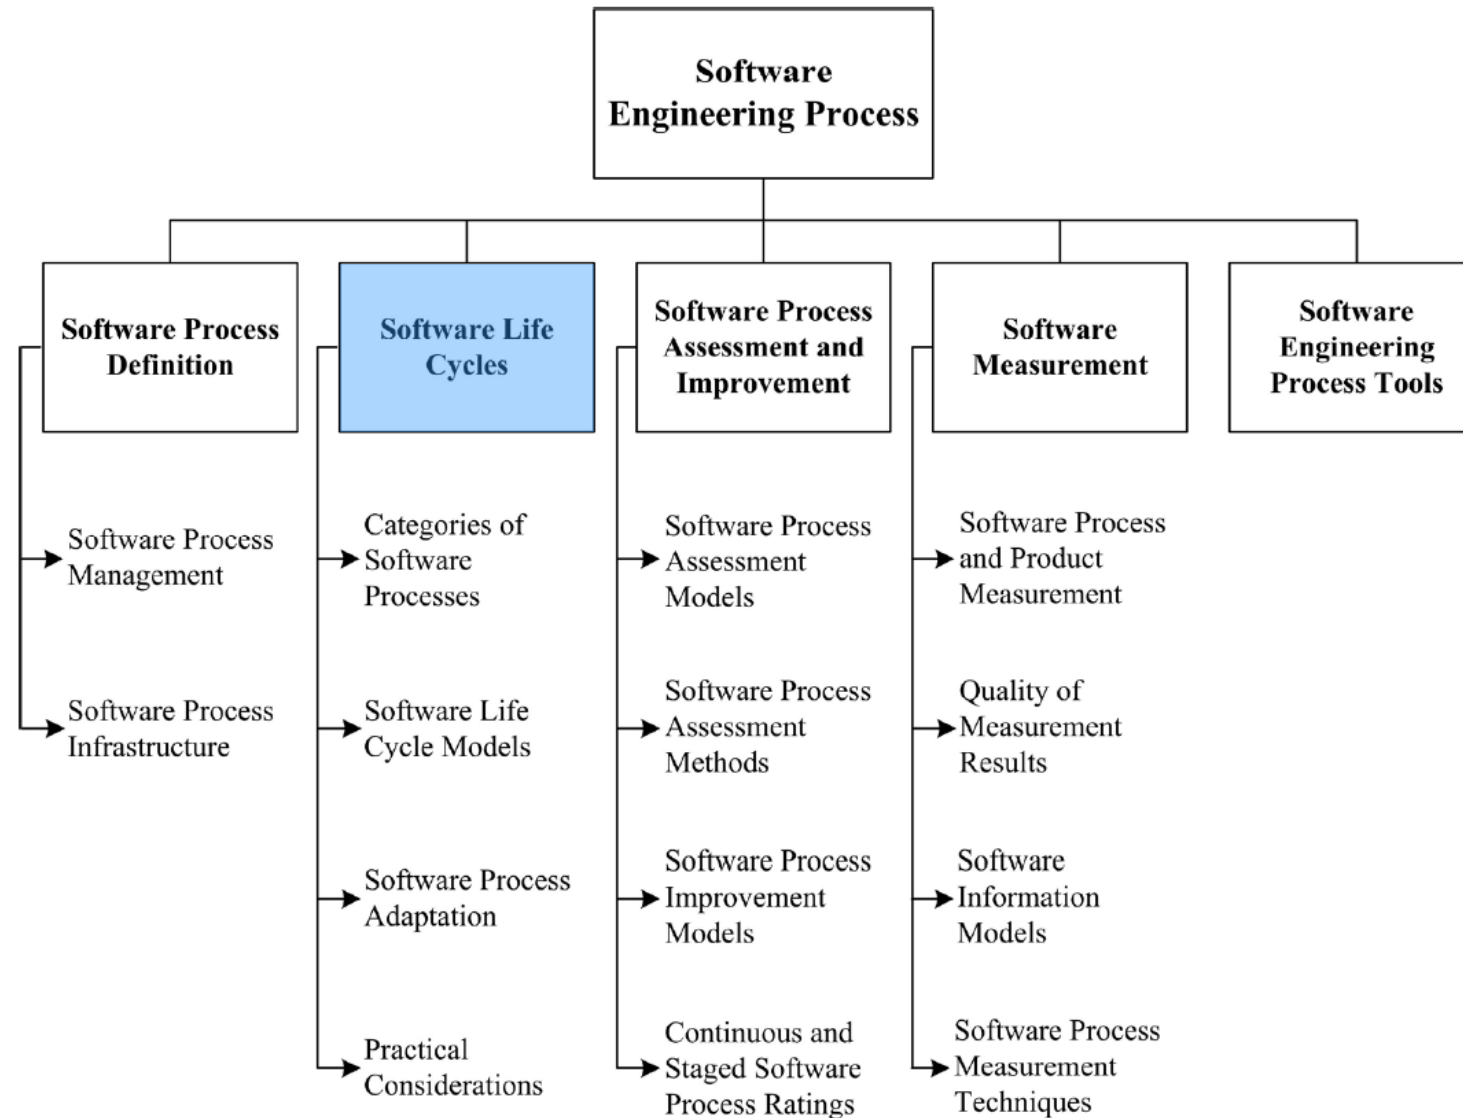 Software
Engineering Process
Software Process
Definition
Software Life
Cycles
Software Process
Assessment and
Improvement
Software
Measurement
Software
Engineering
Process Tools
Software Process
Management
Software Process
Infrastructure
Categories of
Software
Processes
Software Life
Cycle Models
Software Process
Adaptation
Practical
Considerations
Software Process
Assessment
Models
Software Process
Assessment
Methods
Software Process
Improvement
Models
Continuous and
Staged Software
Process Ratings
Software Process
and Product
Measurement
Quality of
Measurement
Results
Software
Information
Models
Software Process
Measurement
Techniques